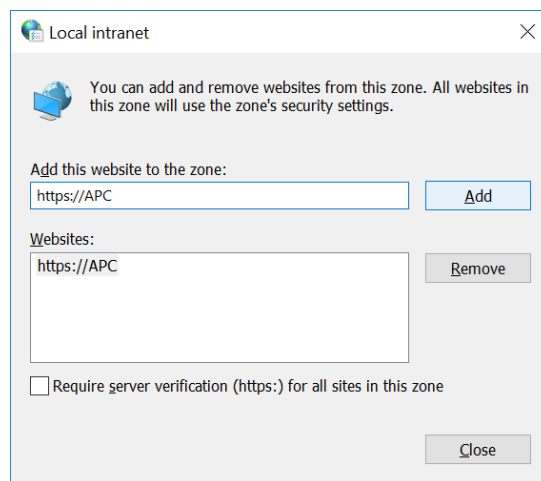 Local intranet
You can add and remove websites from this zone. All websites in
this zone will use the zone's security settings.
Add this website to the zone:
https://APC
Add
Websites:
https://APC
Remove
Require server verification (https:) for all sites in this zone
Close